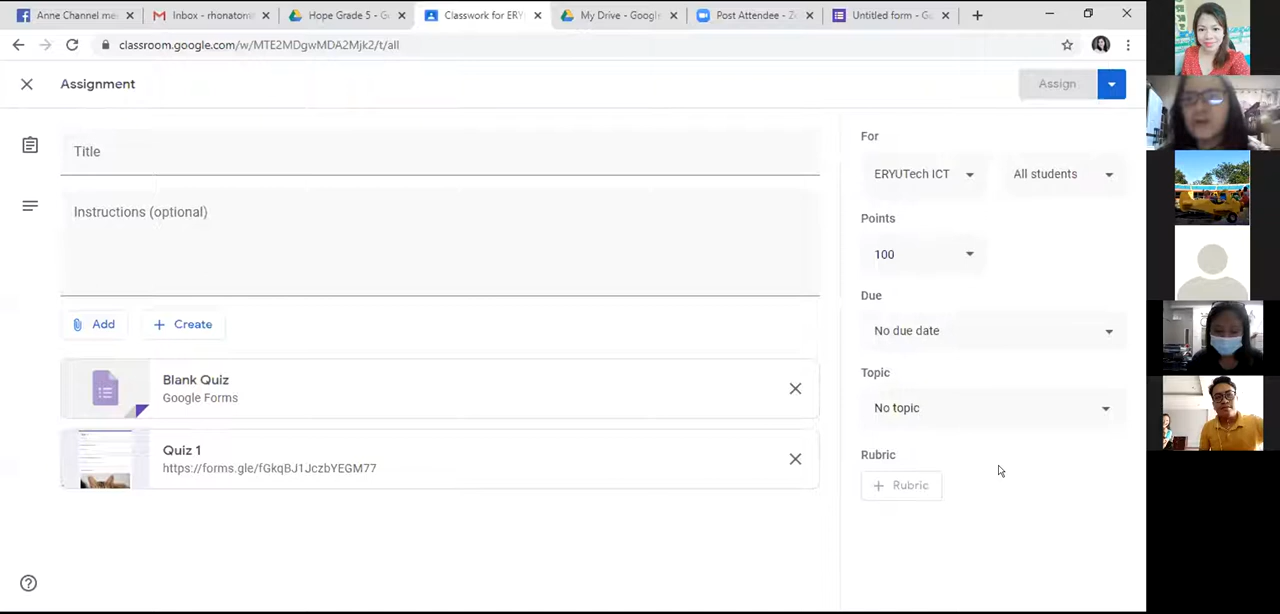 Anne Channel me
Inbox - rhonatom
Hope Grade 5 - G
Classwork for ERY
My Drive - Googl
Post Attendee - Z
Untitled form - G
classroom.google.com/w/MTE2MDgwMDA2Mjk2/t/all
Assignment
Assign
Title
Instructions (optional)
Add
Create
Blank Quiz
Google Forms
Quiz 1
https://forms.gle/fGkqBJ1JczbYEGM77
For
ERYUTech ICT
All students
Points
100
Due
No due date
Topic
No topic
Rubric
Rubric